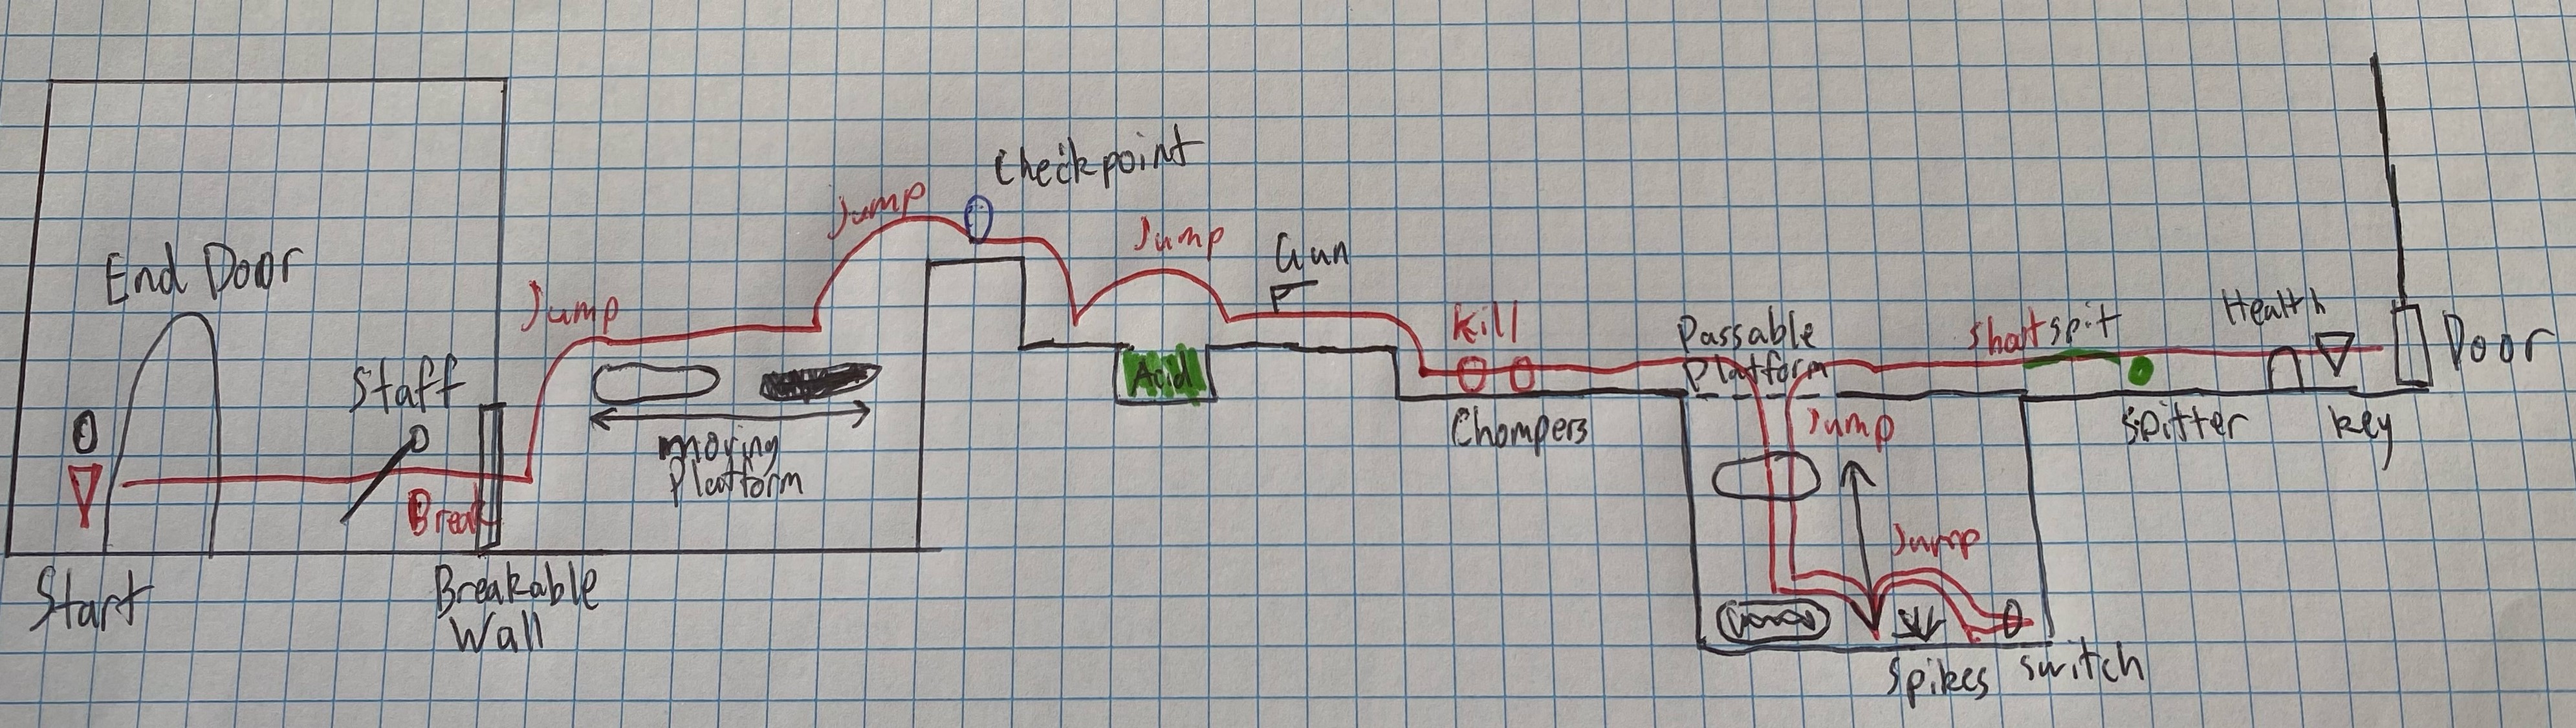 End Door
Staff
Break
Start
Breakable
Wall
Jump
moving
Platform
Jump
Checkpoint
Jump
Acid
Gun
Kill
Chompers
Passable
Platform
Jump
Jump
Spikes
switch
Shoot
spit
Spitter
Health
key
Door